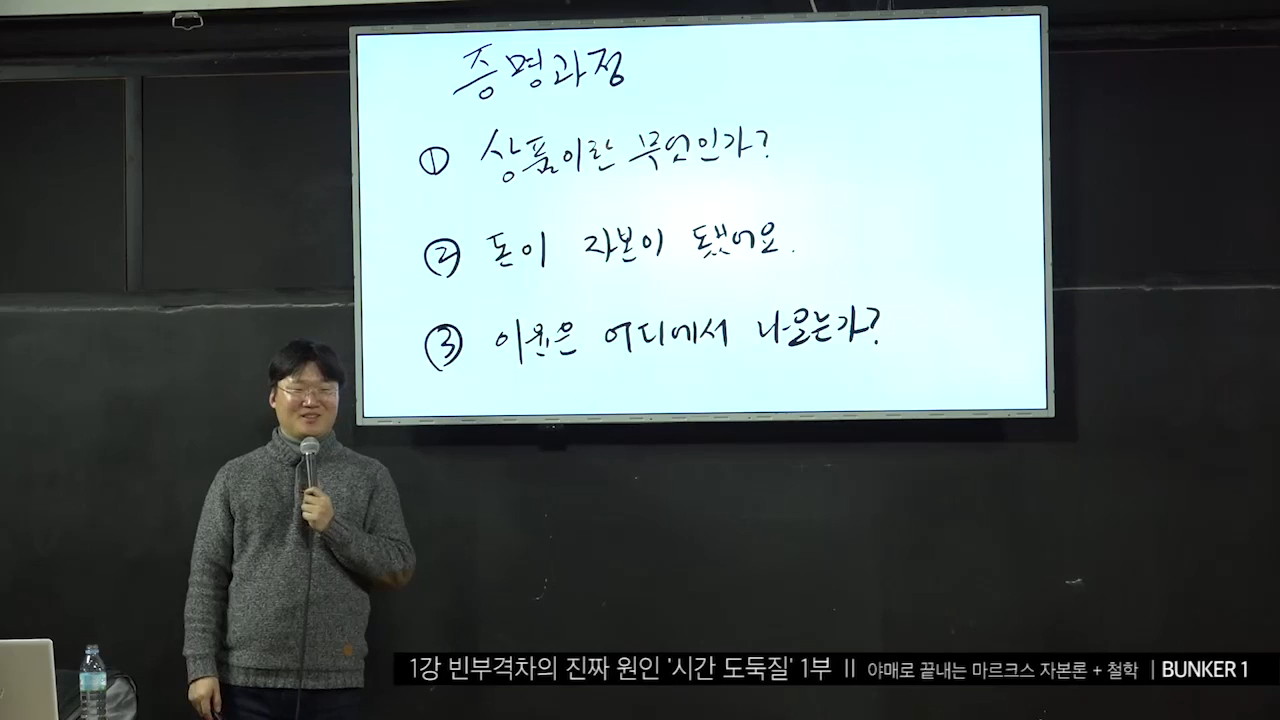 증명과정
① 상품이란 무엇인가?
② 돈이 자본이 됐어요.
③ 이윤은 어디에서 나오는가?
1강 빈부격차의 진짜 원인 '시간 도둑질' 1부 II 야매로 끝내는 마르크스 자본론 + 철학 | BUNKER 1